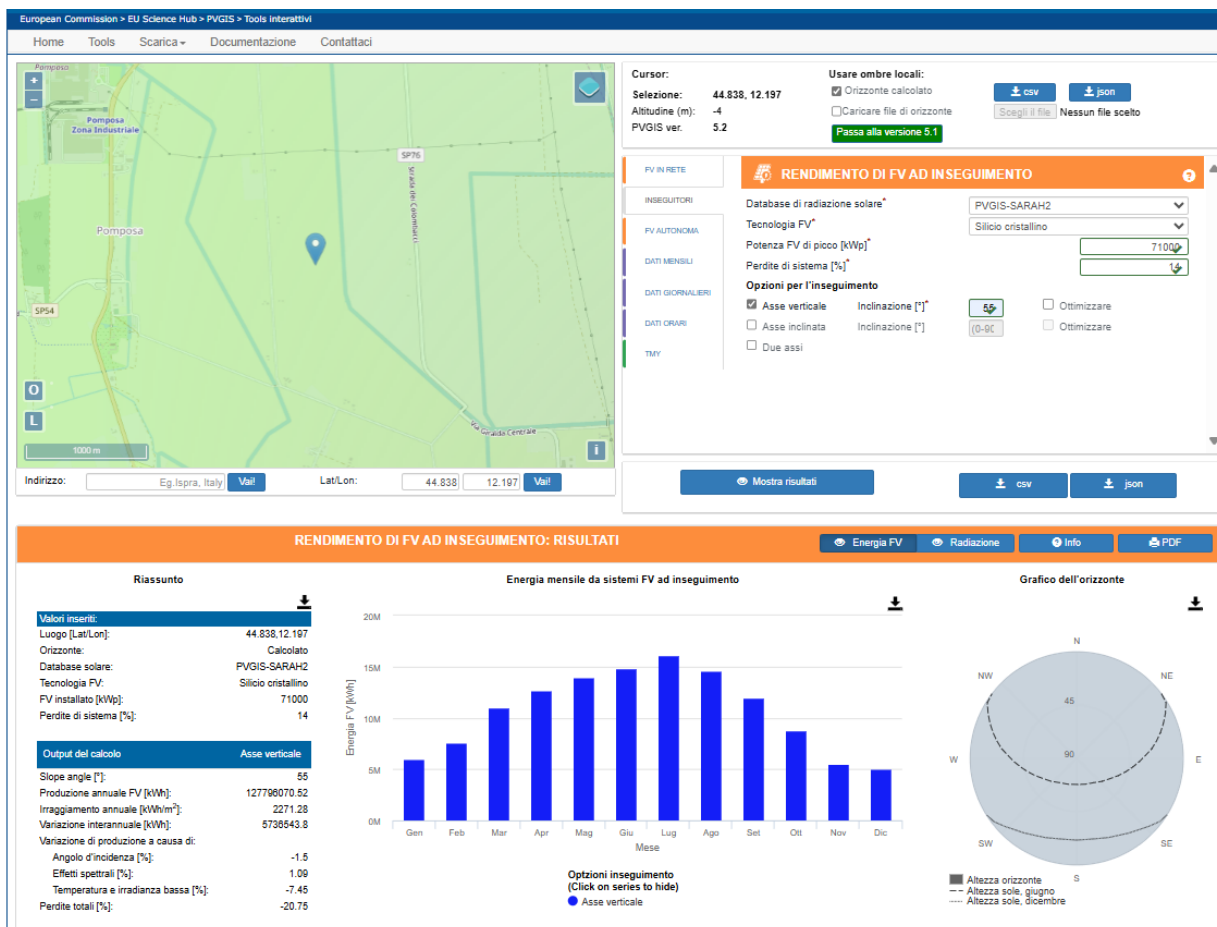 European Commission > EU Science Hub > PVGIS > Tools interattivi
Home Tools Scarica Documentazione Contattaci
Pomposa
+
−
Pomposa
Zona Industriale
SP76
Strada dei Colombacci
Pomposa
SP54
O
L
Via Giralda Centrale
1000 m
i
Indirizzo: Eg.Ispra, Italy Vai! Lat/Lon: 44.838 12.197 Vai!
Cursor:
Selezione: 44.838, 12.197
Altitudine (m): -4
PVGIS ver. 5.2
Usare ombre locali:
Orizzonte calcolato
Caricare file di orizzonte
Passa alla versione 5.1
csv json
Scegli il file Nessun file scelto
FV IN RETE
INSEGUITORI
FV AUTONOMA
DATI MENSILI
DATI GIORNALIERI
DATI ORARI
TMY
RENDIMENTO DI FV AD INSEGUIMENTO ?
Database di radiazione solare* PVGIS-SARAH2
Tecnologia FV* Silicio cristallino
Potenza FV di picco [kWp]* 71000
Perdite di sistema [%]* 14
Opzioni per l'inseguimento
Asse verticale Inclinazione [°]* 55 Ottimizzare
Asse inclinata Inclinazione [°] (0-90 Ottimizzare
Due assi
Mostra risultati csv json
RENDIMENTO DI FV AD INSEGUIMENTO: RISULTATI Energia FV Radiazione Info PDF
Riassunto
Valori inseriti:
Luogo [Lat/Lon]: 44.838,12.197
Orizzonte: Calcolato
Database solare: PVGIS-SARAH2
Tecnologia FV: Silicio cristallino
FV installato [kWp]: 71000
Perdite di sistema [%]: 14
Output del calcolo Asse verticale
Slope angle [°]: 55
Produzione annuale FV [kWh]: 127796070.52
Irraggiamento annuale [kWh/m²]: 2271.28
Variazione interannuale [kWh]: 5736543.8
Variazione di produzione a causa di:
Angolo d'incidenza [%]: -1.5
Effetti spettrali [%]: 1.09
Temperatura e irradianza bassa [%]: -7.45
Perdite totali [%]: -20.75
Energia mensile da sistemi FV ad inseguimento
20M
15M
10M
5M
0M
Energia FV [kWh]
Gen Feb Mar Apr Mag Giu Lug Ago Set Ott Nov Dic
Mese
Optzioni inseguimento
(Click on series to hide)
Asse verticale
Grafico dell'orizzonte
N
NW NE
45
W 90 E
SW SE
S
Altezza orizzonte
Altezza sole, giugno
Altezza sole, dicembre